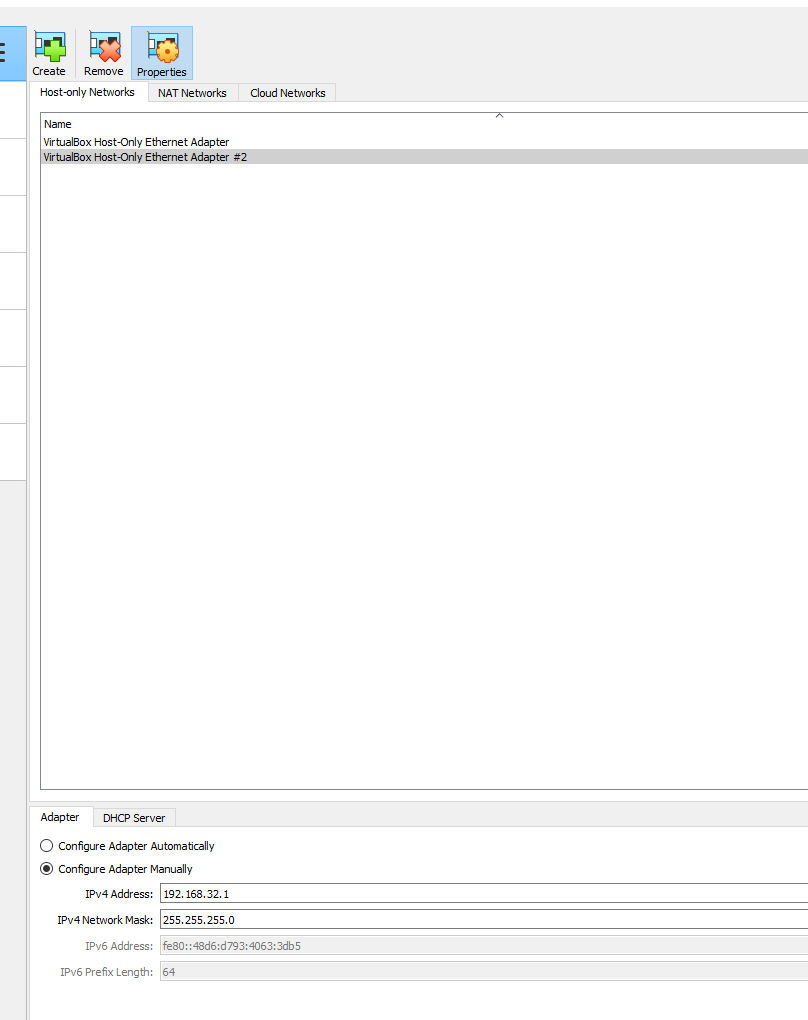 Create Remove Properties
Host-only Networks NAT Networks Cloud Networks
Name
VirtualBox Host-Only Ethernet Adapter
VirtualBox Host-Only Ethernet Adapter #2
Adapter DHCP Server
Configure Adapter Automatically
Configure Adapter Manually
IPv4 Address: 192.168.32.1
IPv4 Network Mask: 255.255.255.0
IPv6 Address: fe80::48d6:d793:4063:3db5
IPv6 Prefix Length: 64